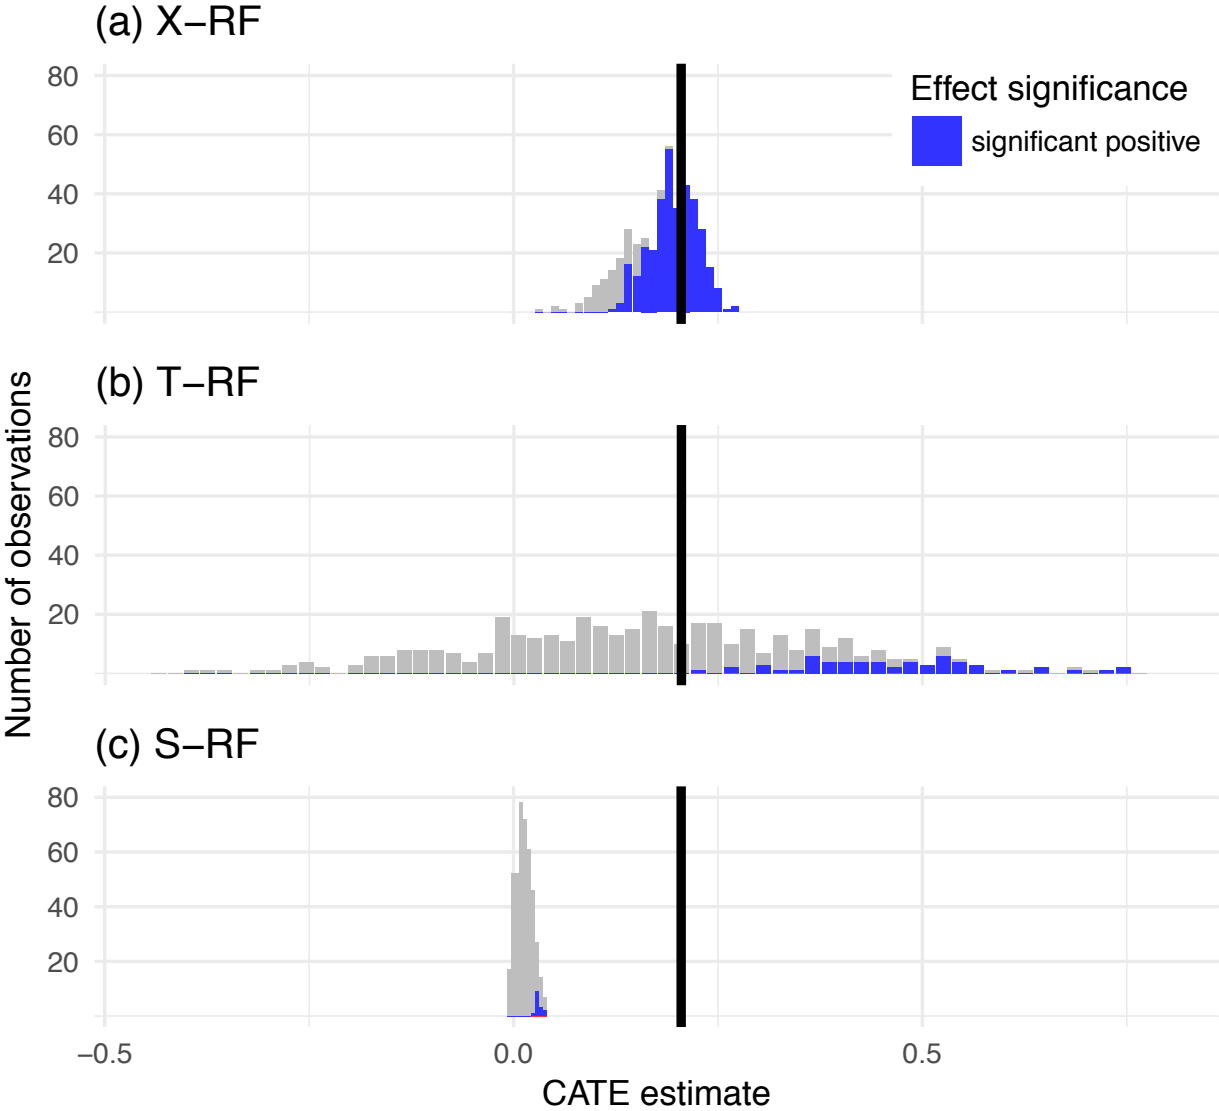 (a) X−RF
80
60
40
20
Effect significance
significant positive
Number of observations
(b) T−RF
80
60
40
20
(c) S−RF
80
60
40
20
−0.5
0.0
0.5
CATE estimate